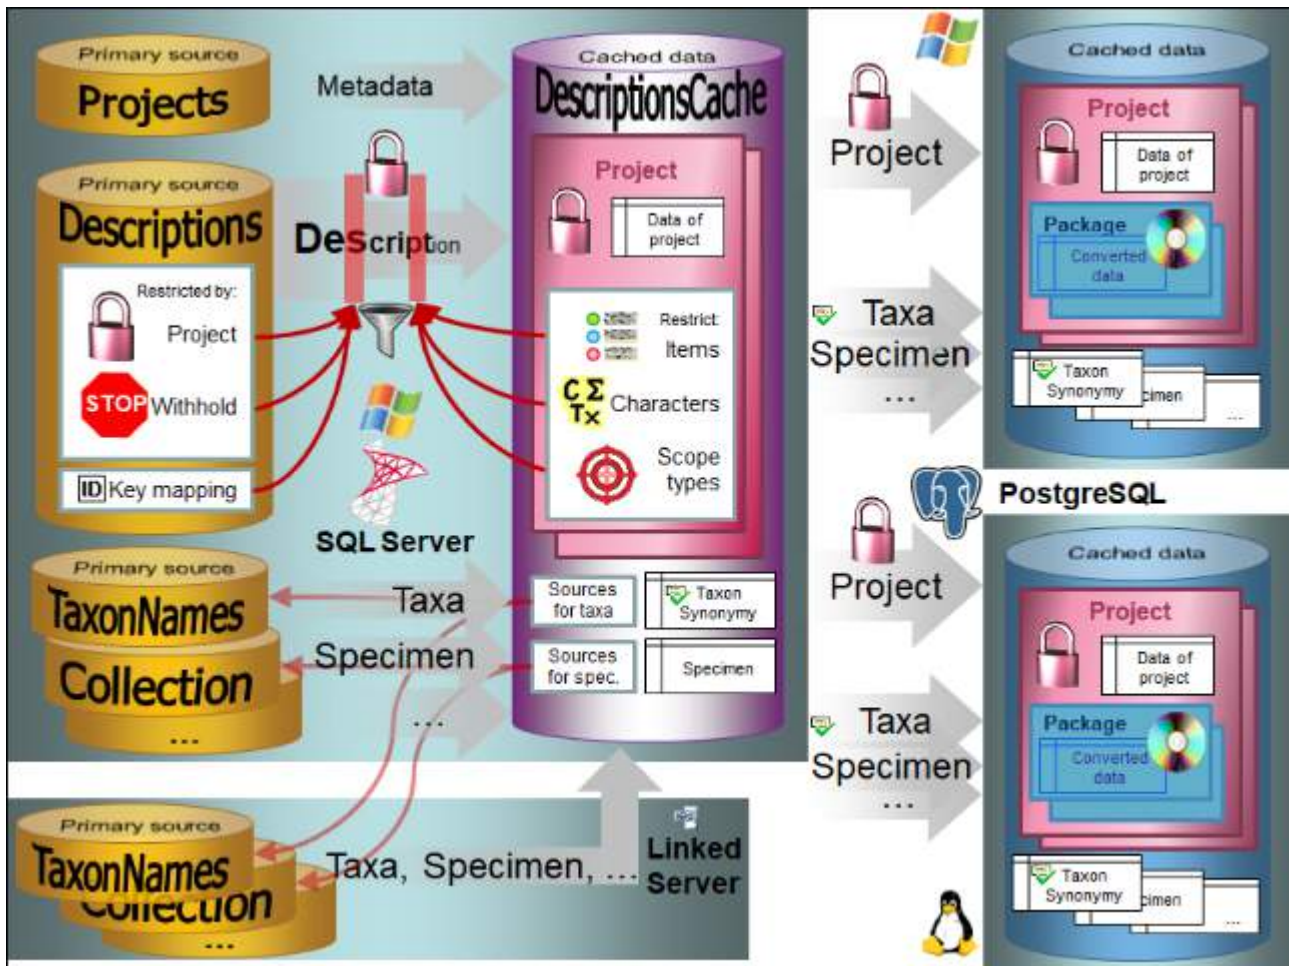 Primary source
Projects
Metadata
Cached data
DescriptionsCache
Project
Data of
project
Primary source
Descriptions
Restricted by:
Project
STOP Withhold
ID Key mapping
Description
Restrict:
Items
C Σ
Tx
Characters
Scope
types
SQL Server
Primary source
TaxonNames
Collection
...
Taxa
Specimen
...
Sources
for taxa
Taxon
Synonymy
Sources
for spec.
Specimen
Primary source
TaxonNames
Collection
...
Taxa, Specimen, ...
Linked
Server
Project
Taxa
Specimen
...
Cached data
Project
Data of
project
Package
Converted
data
Taxon
Synonymy
cimen
...
PostgreSQL
Project
Taxa
Specimen
...
Cached data
Project
Data of
project
Package
Converted
data
Taxon
Synonymy
cimen
...